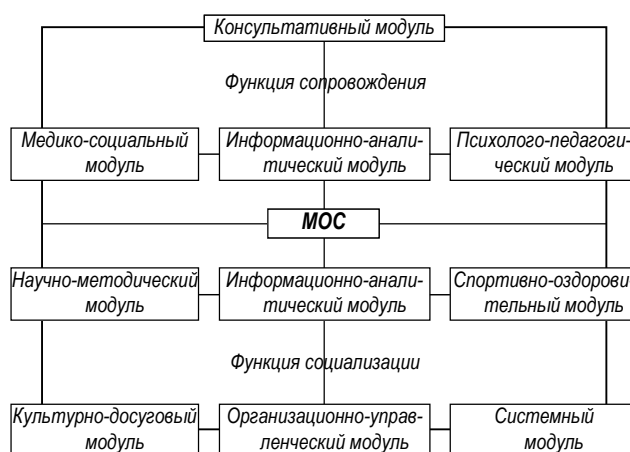 Консультативный модуль
Функция сопровождения
Медико-социальный
модуль
Информационно-анали-
тический модуль
Психолого-педагоги-
ческий модуль
МОС
Научно-методический
модуль
Информационно-анали-
тический модуль
Спортивно-оздорови
тельный модуль
Функция социализации
Культурно-досуговый
модуль
Организационно-управ-
ленческий модуль
Системный
модуль